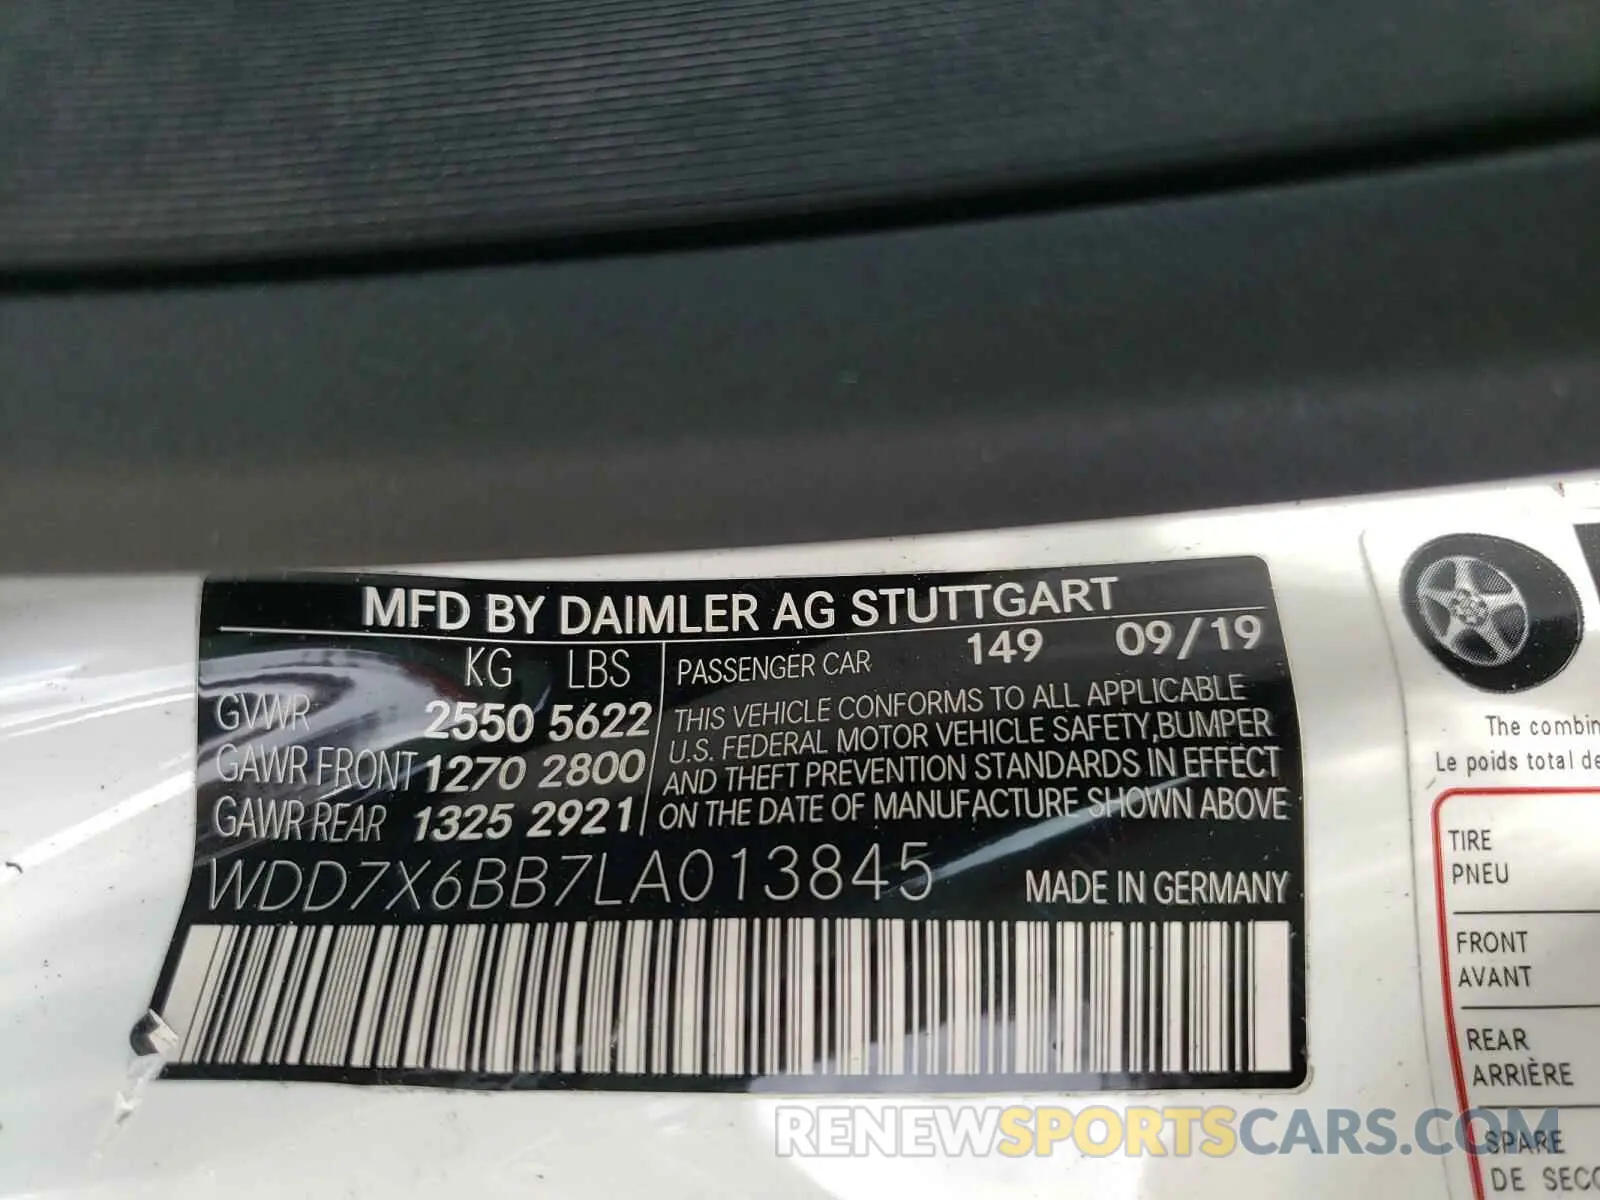 MFD BY DAIMLER AG STUTTGART
KG LBS PASSENGER CAR 149 09/19
GVWR 2550 5622
GAWR FRONT 1270 2800
GAWR REAR 1325 2921
THIS VEHICLE CONFORMS TO ALL APPLICABLE
U.S. FEDERAL MOTOR VEHICLE SAFETY, BUMPER
AND THEFT PREVENTION STANDARDS IN EFFECT
ON THE DATE OF MANUFACTURE SHOWN ABOVE
WDD7X6BB7LA013845 MADE IN GERMANY
The combin
Le poids total de
TIRE
PNEU
FRONT
AVANT
REAR
ARRIÈRE
SPARE
DE SECO
RENEWSPORTSCARS.COM